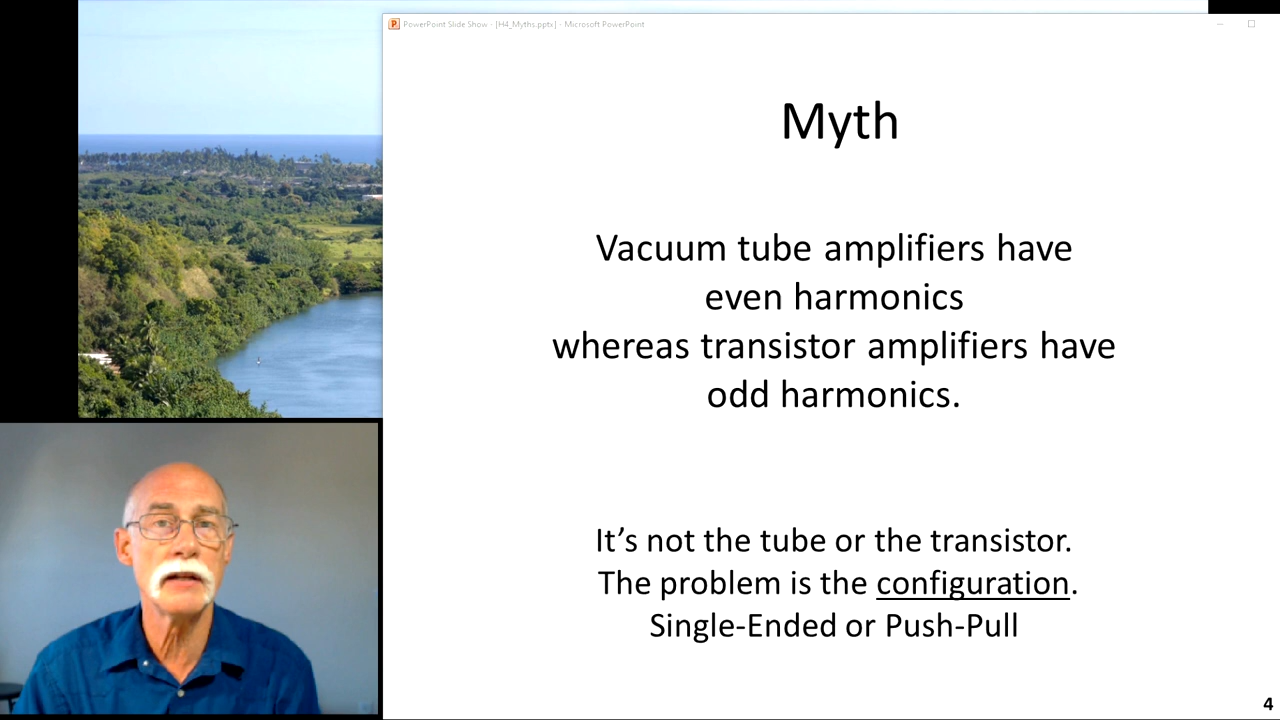 PowerPoint Slide Show - [H4_Myths.pptx] - Microsoft PowerPoint
Myth
Vacuum tube amplifiers have
even harmonics
whereas transistor amplifiers have
odd harmonics.
It’s not the tube or the transistor.
The problem is the configuration.
Single-Ended or Push-Pull
4